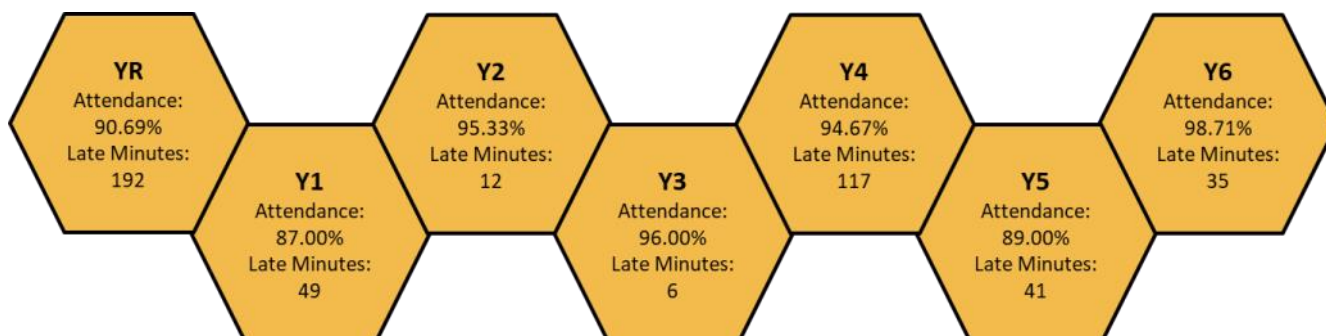 YR
Attendance:
90.69%
Late Minutes:
192
Y1
Attendance:
87.00%
Late Minutes:
49
Y2
Attendance:
95.33%
Late Minutes:
12
Y3
Attendance:
96.00%
Late Minutes:
6
Y4
Attendance:
94.67%
Late Minutes:
117
Y5
Attendance:
89.00%
Late Minutes:
41
Y6
Attendance:
98.71%
Late Minutes:
35